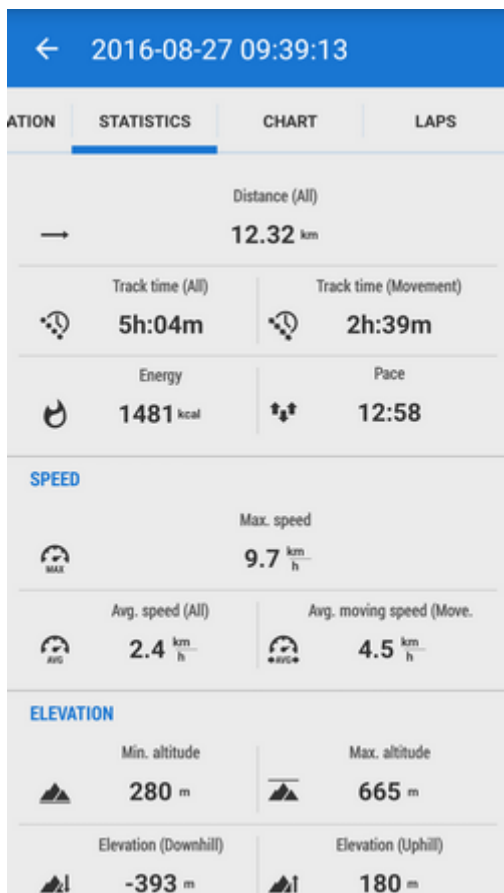 2016-08-27 09:39:13
ATION STATISTICS CHART LAPS
Distance (All)
12.32 km
Track time (All) Track time (Movement)
5h:04m 2h:39m
Energy Pace
1481 kcal 12:58
SPEED
Max. speed
MAX 9.7 km/h
Avg. speed (All) Avg. moving speed (Move.
AVG 2.4 km/h AVG 4.5 km/h
ELEVATION
Min. altitude Max. altitude
280 m 665 m
Elevation (Downhill) Elevation (Uphill)
-393 m 180 m